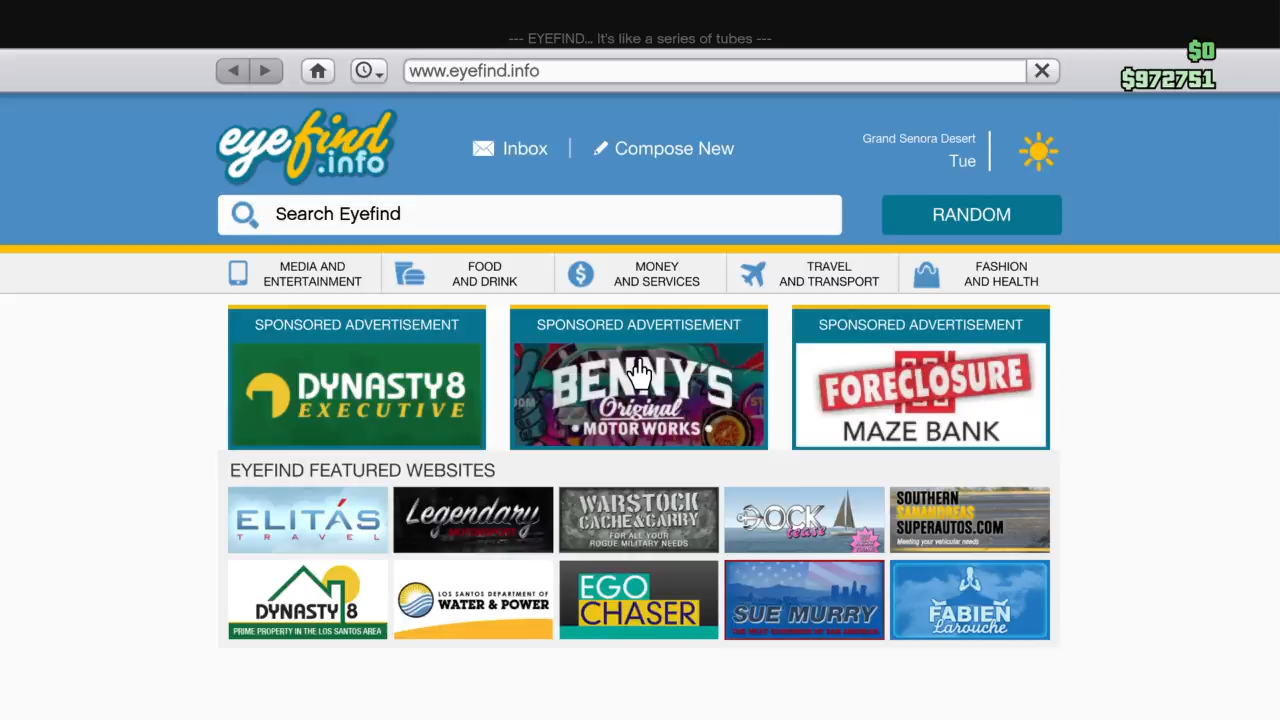 --- EYEFIND... It's like a series of tubes ---
$0
www.eyefind.info
$972751
eyefind.info
Inbox
Compose New
Grand Senora Desert
Tue
Search Eyefind
RANDOM
MEDIA AND ENTERTAINMENT
FOOD AND DRINK
MONEY AND SERVICES
TRAVEL AND TRANSPORT
FASHION AND HEALTH
SPONSORED ADVERTISEMENT
SPONSORED ADVERTISEMENT
SPONSORED ADVERTISEMENT
DYNASTY8
EXECUTIVE
BENNY'S
Original
MOTORWORKS
FORECLOSURE
MAZE BANK
EYEFIND FEATURED WEBSITES
ELITÁS
TRAVEL
Legendary
MOTORSPORT
WARSTOCK
CACHE&CARRY
FOR ALL YOUR
ROGUE MILITARY NEEDS
DOCK
tease
SOUTHERN
SANANDREAS
SUPERAUTOS.COM
Meeting your vehicular needs
DYNASTY 8
PRIME PROPERTY IN THE LOS SANTOS AREA
LOS SANTOS DEPARTMENT OF
WATER & POWER
EGO
CHASER
SUE MURRY
FABIEN
Larouche